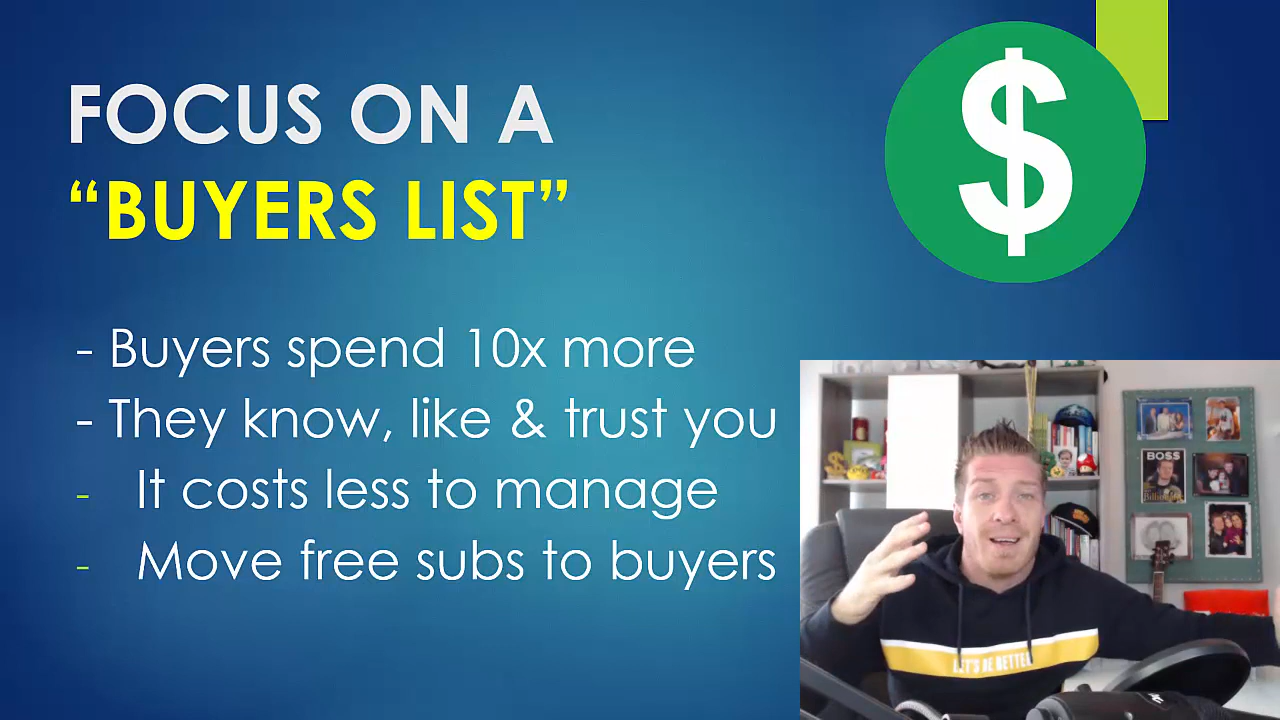 FOCUS ON A
“BUYERS LIST”
- Buyers spend 10x more
- They know, like & trust you
- It costs less to manage
- Move free subs to buyers
$
BOSS
LET'S BE BETTER